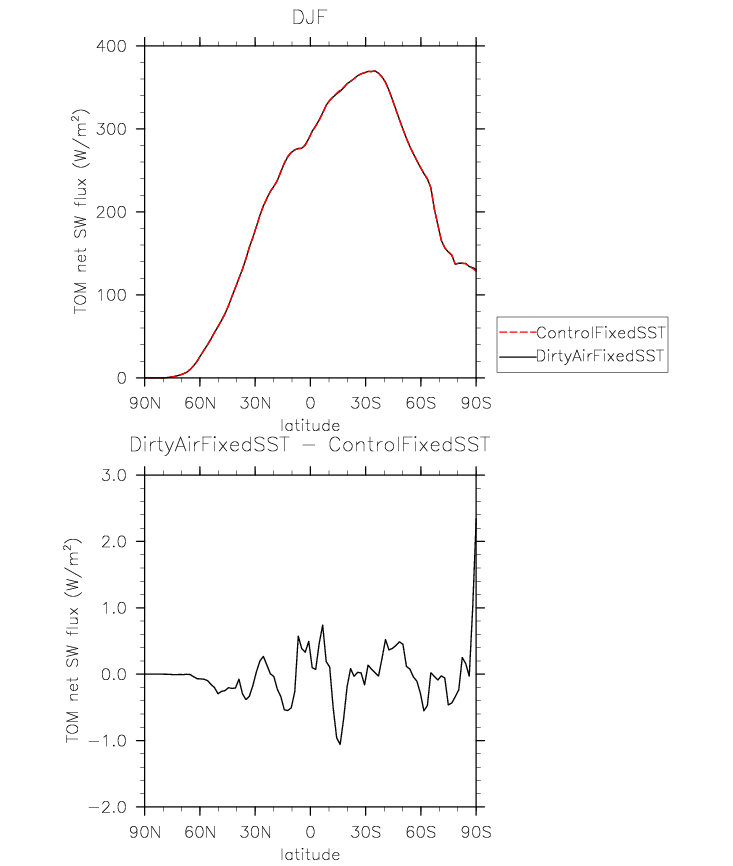 DJF
400
300
200
100
0
TOM net SW flux (W/m²)
90N 60N 30N 0 30S 60S 90S
latitude
ControlFixedSST
DirtyAirFixedSST
DirtyAirFixedSST − ControlFixedSST
3.0
2.0
1.0
0.0
−1.0
−2.0
TOM net SW flux (W/m²)
90N 60N 30N 0 30S 60S 90S
latitude